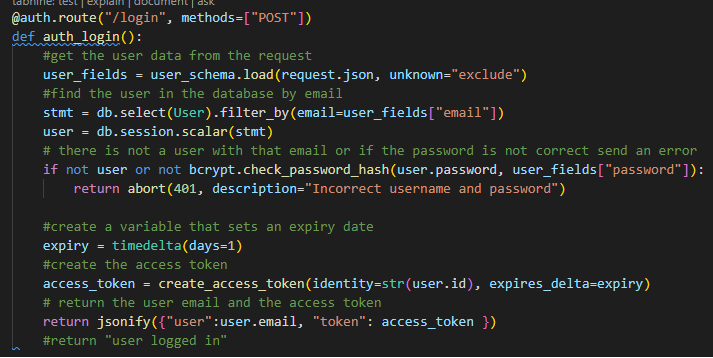 tabnine: test | explain | document | ask
@auth.route("/login", methods=["POST"])
def auth_login():
    #get the user data from the request
    user_fields = user_schema.load(request.json, unknown="exclude")
    #find the user in the database by email
    stmt = db.select(User).filter_by(email=user_fields["email"])
    user = db.session.scalar(stmt)
    # there is not a user with that email or if the password is not correct send an error
    if not user or not bcrypt.check_password_hash(user.password, user_fields["password"]):
        return abort(401, description="Incorrect username and password")
    #create a variable that sets an expiry date
    expiry = timedelta(days=1)
    #create the access token
    access_token = create_access_token(identity=str(user.id), expires_delta=expiry)
    # return the user email and the access token
    return jsonify({"user":user.email, "token": access_token })
    #return "user logged in"